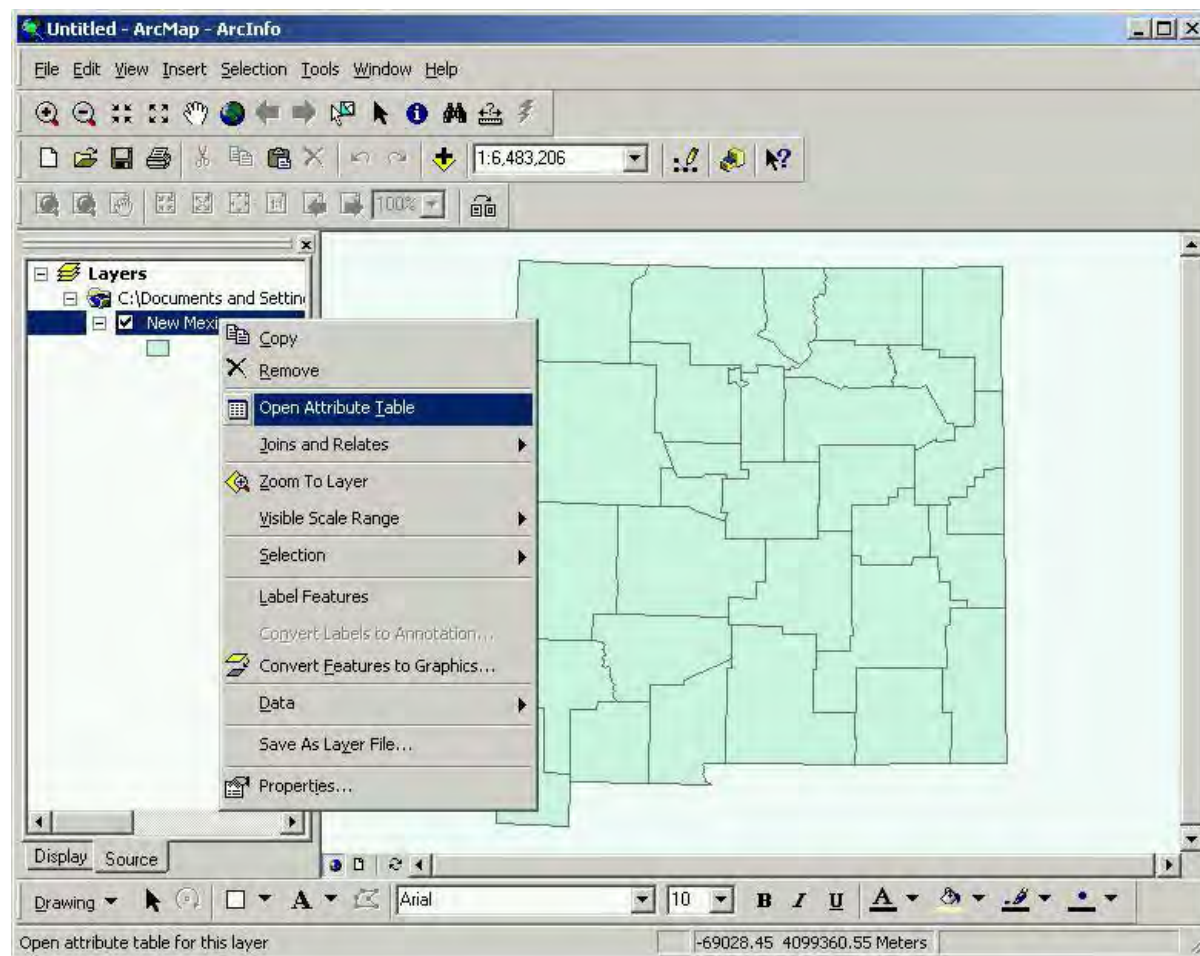 Untitled - ArcMap - ArcInfo
File Edit View Insert Selection Tools Window Help
1:6,483,206
100%
Layers
C:\Documents and Settin
New Mexi
Copy
Remove
Open Attribute Table
Joins and Relates
Zoom To Layer
Visible Scale Range
Selection
Label Features
Convert Labels to Annotation...
Convert Features to Graphics...
Data
Save As Layer File...
Properties...
Display Source
Drawing A Arial 10 B I U A
Open attribute table for this layer -69028.45 4099360.55 Meters